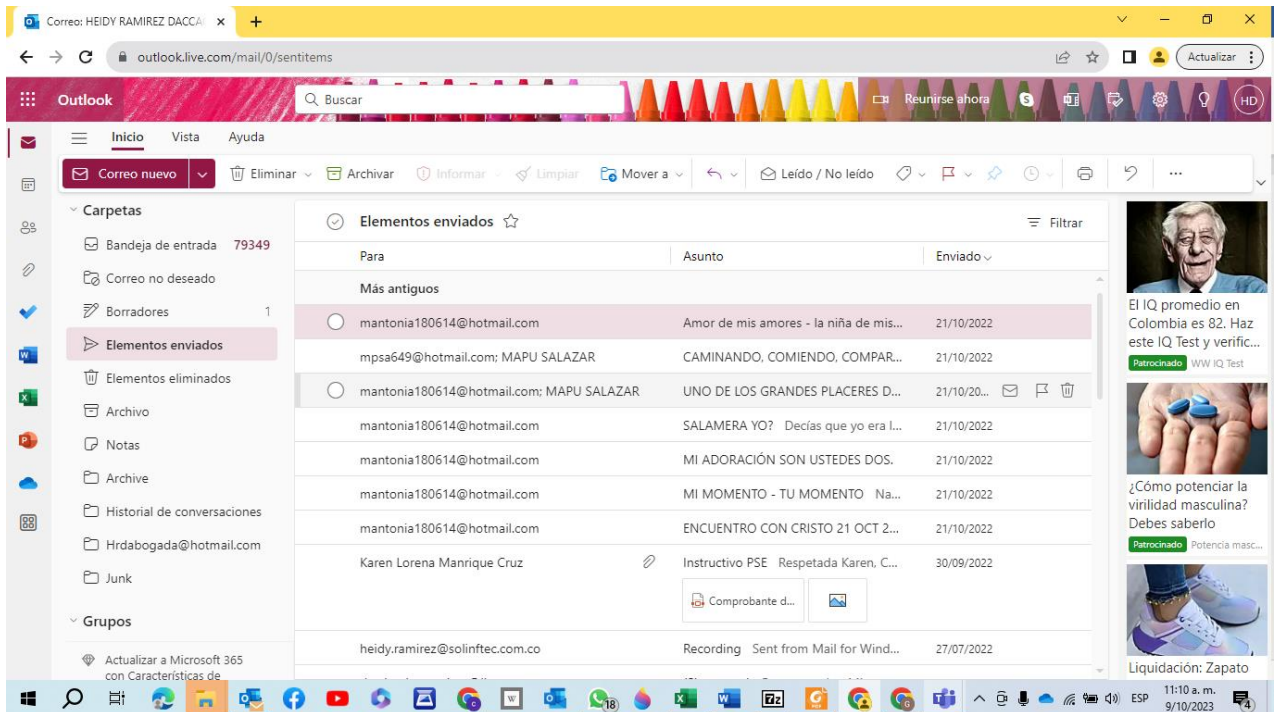 Correo: HEIDY RAMIREZ DACCA
outlook.live.com/mail/0/sentitems
Actualizar
Outlook
Buscar
Reunirse ahora
HD
Inicio Vista Ayuda
Correo nuevo Eliminar Archivar Informar Limpiar Mover a Leído / No leído
Carpetas
Bandeja de entrada 79349
Correo no deseado
Borradores 1
Elementos enviados
Elementos eliminados
Archivo
Notas
Archive
Historial de conversaciones
Hrdabogada@hotmail.com
Junk
Grupos
Actualizar a Microsoft 365
con Características de
Elementos enviados Filtrar
Para Asunto Enviado
Más antiguos
mantonia180614@hotmail.com Amor de mis amores - la niña de mis... 21/10/2022
mpsa649@hotmail.com; MAPU SALAZAR CAMINANDO, COMIENDO, COMPAR... 21/10/2022
mantonia180614@hotmail.com; MAPU SALAZAR UNO DE LOS GRANDES PLACERES D... 21/10/20...
mantonia180614@hotmail.com SALAMERA YO? Decías que yo era l... 21/10/2022
mantonia180614@hotmail.com MI ADORACIÓN SON USTEDES DOS. 21/10/2022
mantonia180614@hotmail.com MI MOMENTO - TU MOMENTO Na... 21/10/2022
mantonia180614@hotmail.com ENCUENTRO CON CRISTO 21 OCT 2... 21/10/2022
Karen Lorena Manrique Cruz Instructivo PSE Respetada Karen, C... 30/09/2022
Comprobante d...
heidy.ramirez@solinftec.com.co Recording Sent from Mail for Wind... 27/07/2022
El IQ promedio en
Colombia es 82. Haz
este IQ Test y verific...
Patrocinado WW IQ Test
¿Cómo potenciar la
virilidad masculina?
Debes saberlo
Patrocinado Potencia masc...
Liquidación: Zapato
18
ESP
11:10 a. m.
9/10/2023
4